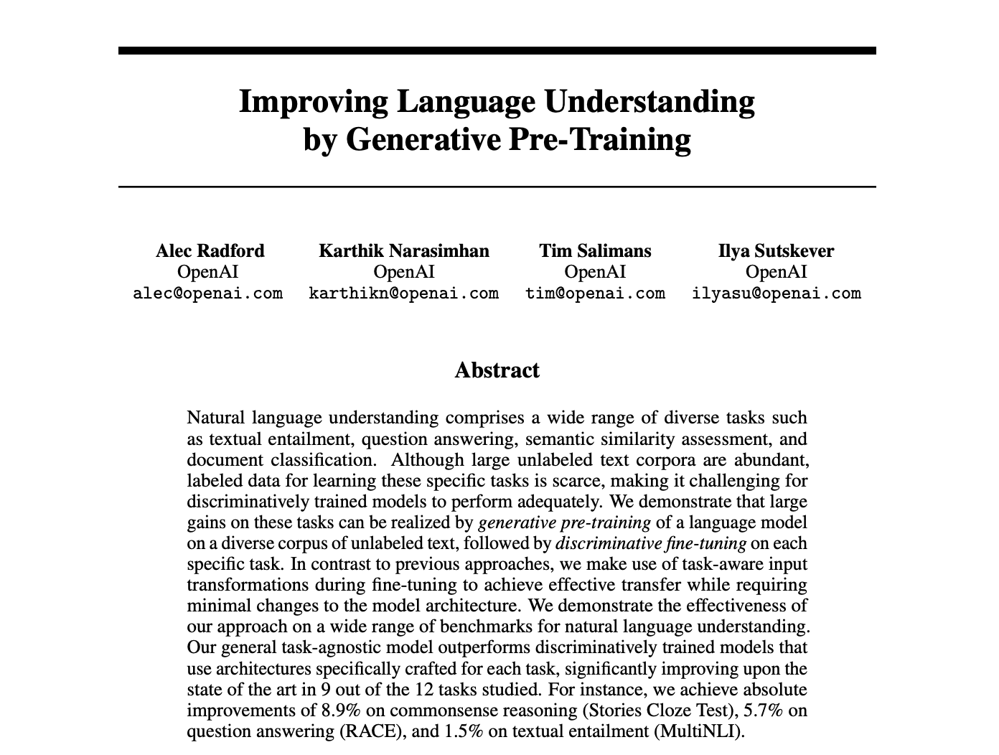 Improving Language Understanding
by Generative Pre-Training
Alec Radford
OpenAI
alec@openai.com
Karthik Narasimhan
OpenAI
karthikn@openai.com
Tim Salimans
OpenAI
tim@openai.com
Ilya Sutskever
OpenAI
ilyasu@openai.com
Abstract
Natural language understanding comprises a wide range of diverse tasks such
as textual entailment, question answering, semantic similarity assessment, and
document classification. Although large unlabeled text corpora are abundant,
labeled data for learning these specific tasks is scarce, making it challenging for
discriminatively trained models to perform adequately. We demonstrate that large
gains on these tasks can be realized by generative pre-training of a language model
on a diverse corpus of unlabeled text, followed by discriminative fine-tuning on each
specific task. In contrast to previous approaches, we make use of task-aware input
transformations during fine-tuning to achieve effective transfer while requiring
minimal changes to the model architecture. We demonstrate the effectiveness of
our approach on a wide range of benchmarks for natural language understanding.
Our general task-agnostic model outperforms discriminatively trained models that
use architectures specifically crafted for each task, significantly improving upon the
state of the art in 9 out of the 12 tasks studied. For instance, we achieve absolute
improvements of 8.9% on commonsense reasoning (Stories Cloze Test), 5.7% on
question answering (RACE), and 1.5% on textual entailment (MultiNLI).